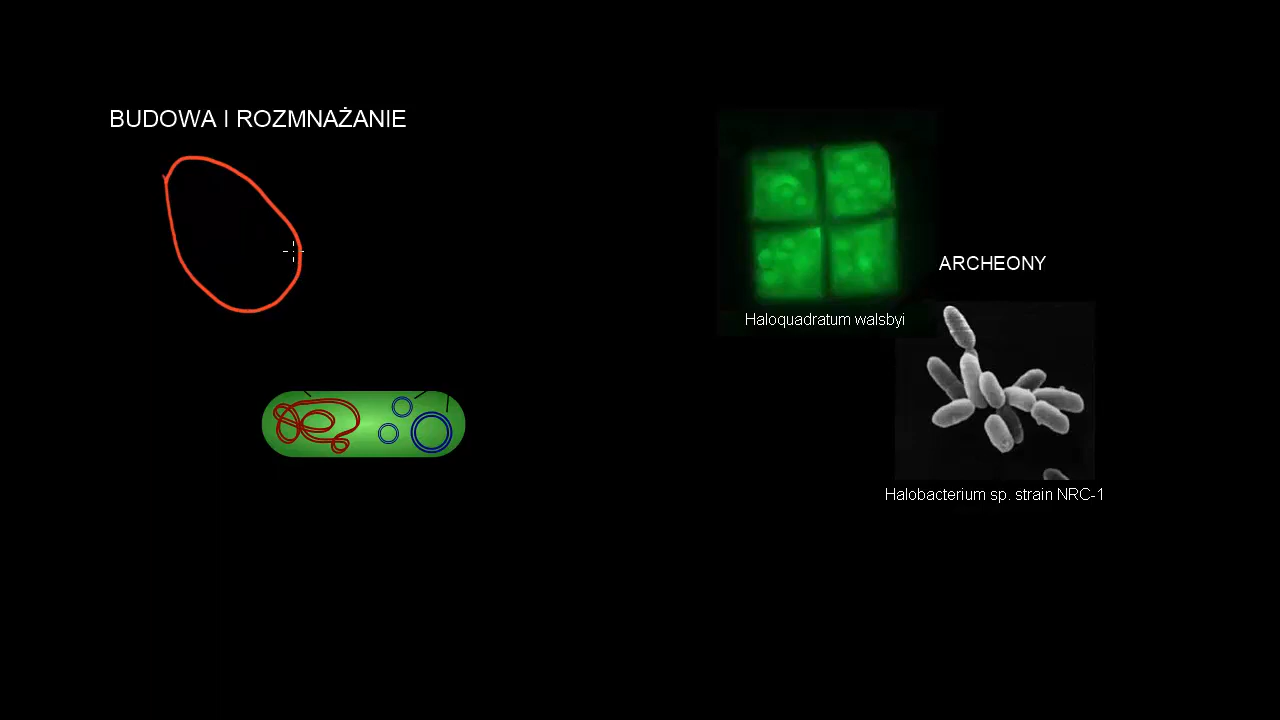 BUDOWA I ROZMNAŻANIE
ARCHEONY
Haloquadratum walsbyi
Halobacterium sp. strain NRC-1